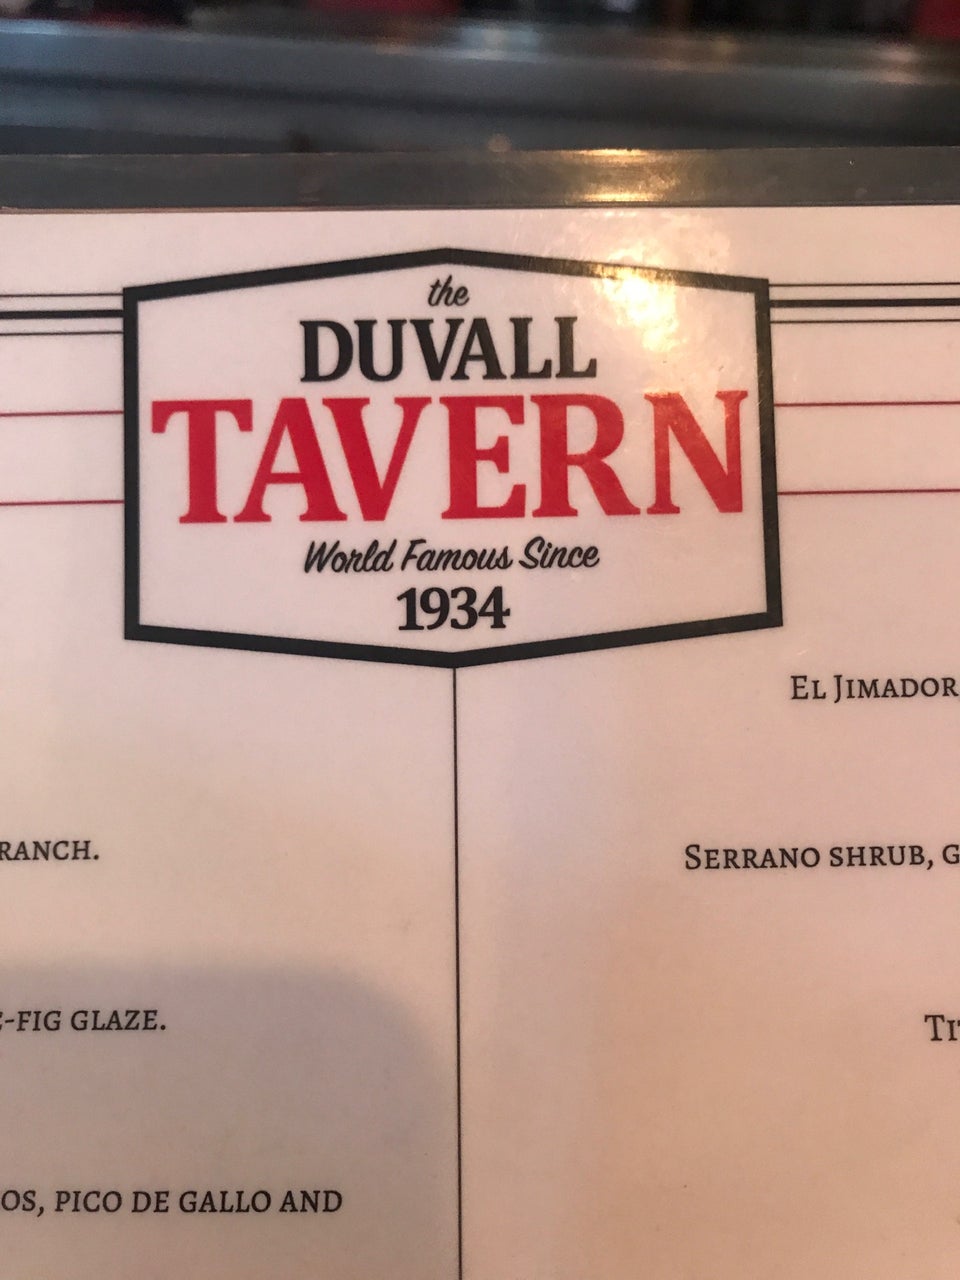 the
DUVALL
TAVERN
World Famous Since
1934
RANCH.
-FIG GLAZE.
OS, PICO DE GALLO AND
EL JIMADOR,
SERRANO SHRUB, G
TI